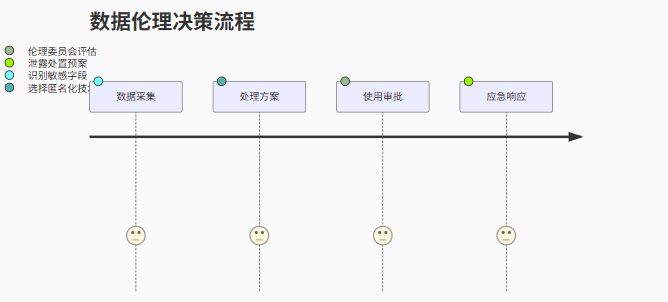 数据伦理决策流程
伦理委员会评估
泄露处置预案
识别敏感字段
选择匿名化技
数据采集
处理方案
使用审批
应急响应